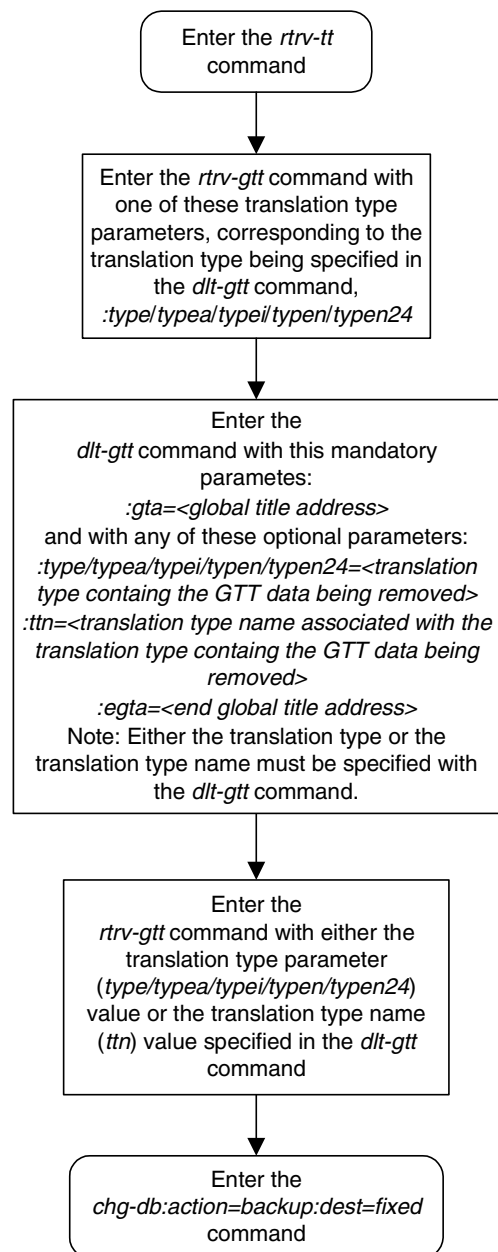 Enter the rtrv-tt
command
Enter the rtrv-gtt command with
one of these translation type
parameters, corresponding to the
translation type being specified in
the dlt-gtt command,
:type/typea/typei/typen/typen24
Enter the
dlt-gtt command with this mandatory
parametes:
:gta=<global title address>
and with any of these optional parameters:
:type/typea/typei/typen/typen24=<translation
type containg the GTT data being removed>
:ttn=<translation type name associated with the
translation type containg the GTT data being
removed>
:egta=<end global title address>
Note: Either the translation type or the
translation type name must be specified with
the dlt-gtt command.
Enter the
rtrv-gtt command with either the
translation type parameter
(type/typea/typei/typen/typen24)
value or the translation type name
(ttn) value specified in the dlt-gtt
command
Enter the
chg-db:action=backup:dest=fixed
command